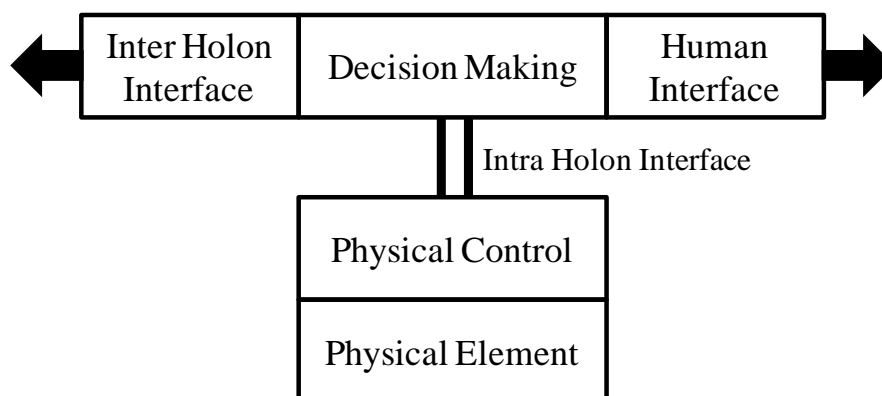 Inter Holon
Interface
Decision Making
Human
Interface
Intra Holon Interface
Physical Control
Physical Element